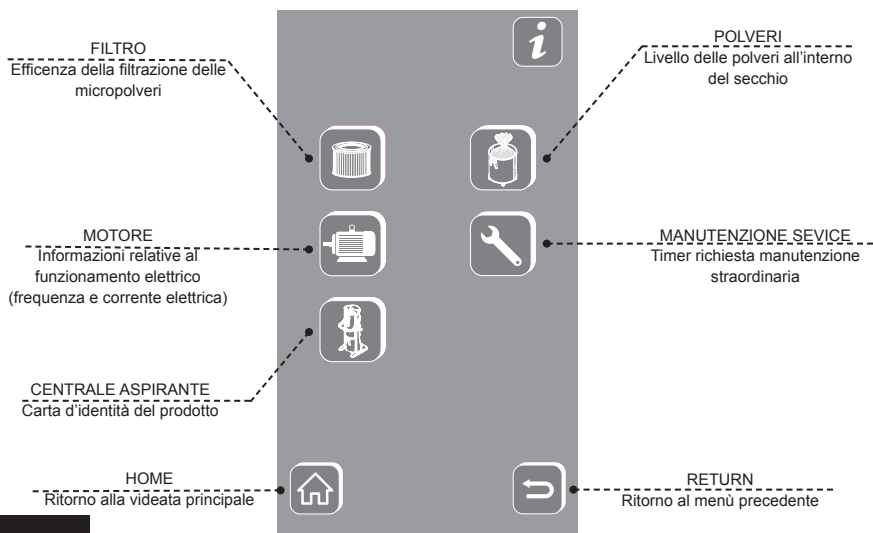 FILTRO
Efficenza della filtrazione delle
micropolveri
MOTORE
Informazioni relative al
funzionamento elettrico
(frequenza e corrente elettrica)
CENTRALE ASPIRANTE
Carta d’identità del prodotto
HOME
Ritorno alla videata principale
i
POLVERI
Livello delle polveri all’interno
del secchio
MANUTENZIONE SEVICE
Timer richiesta manutenzione
straordinaria
RETURN
Ritorno al menù precedente